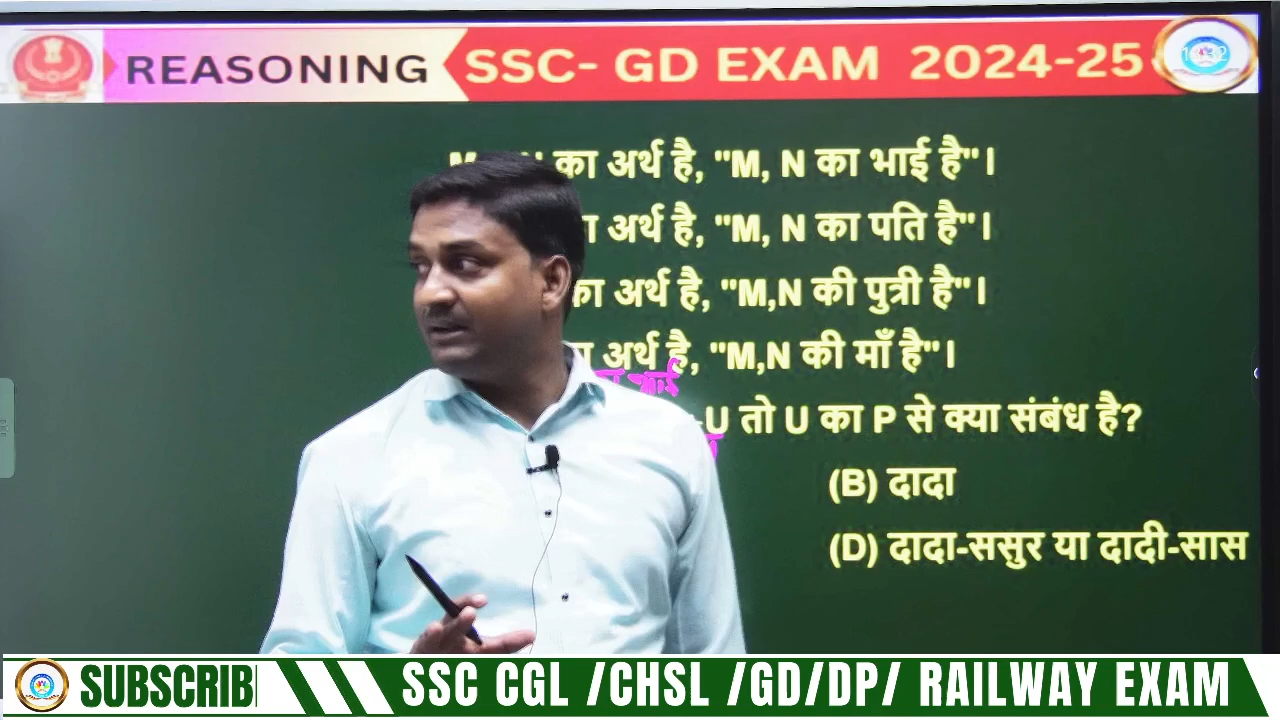 REASONING SSC- GD EXAM 2024-25
का अर्थ है, "M, N का भाई है"।
अर्थ है, "M, N का पति है"।
का अर्थ है, "M,N की पुत्री है"।
अर्थ है, "M,N की माँ है"।
भाई
-U तो U का P से क्या संबंध है?
(B) दादा
(D) दादा-ससुर या दादी-सास
SUBSCRIB
SSC CGL /CHSL /GD/DP/ RAILWAY EXAM